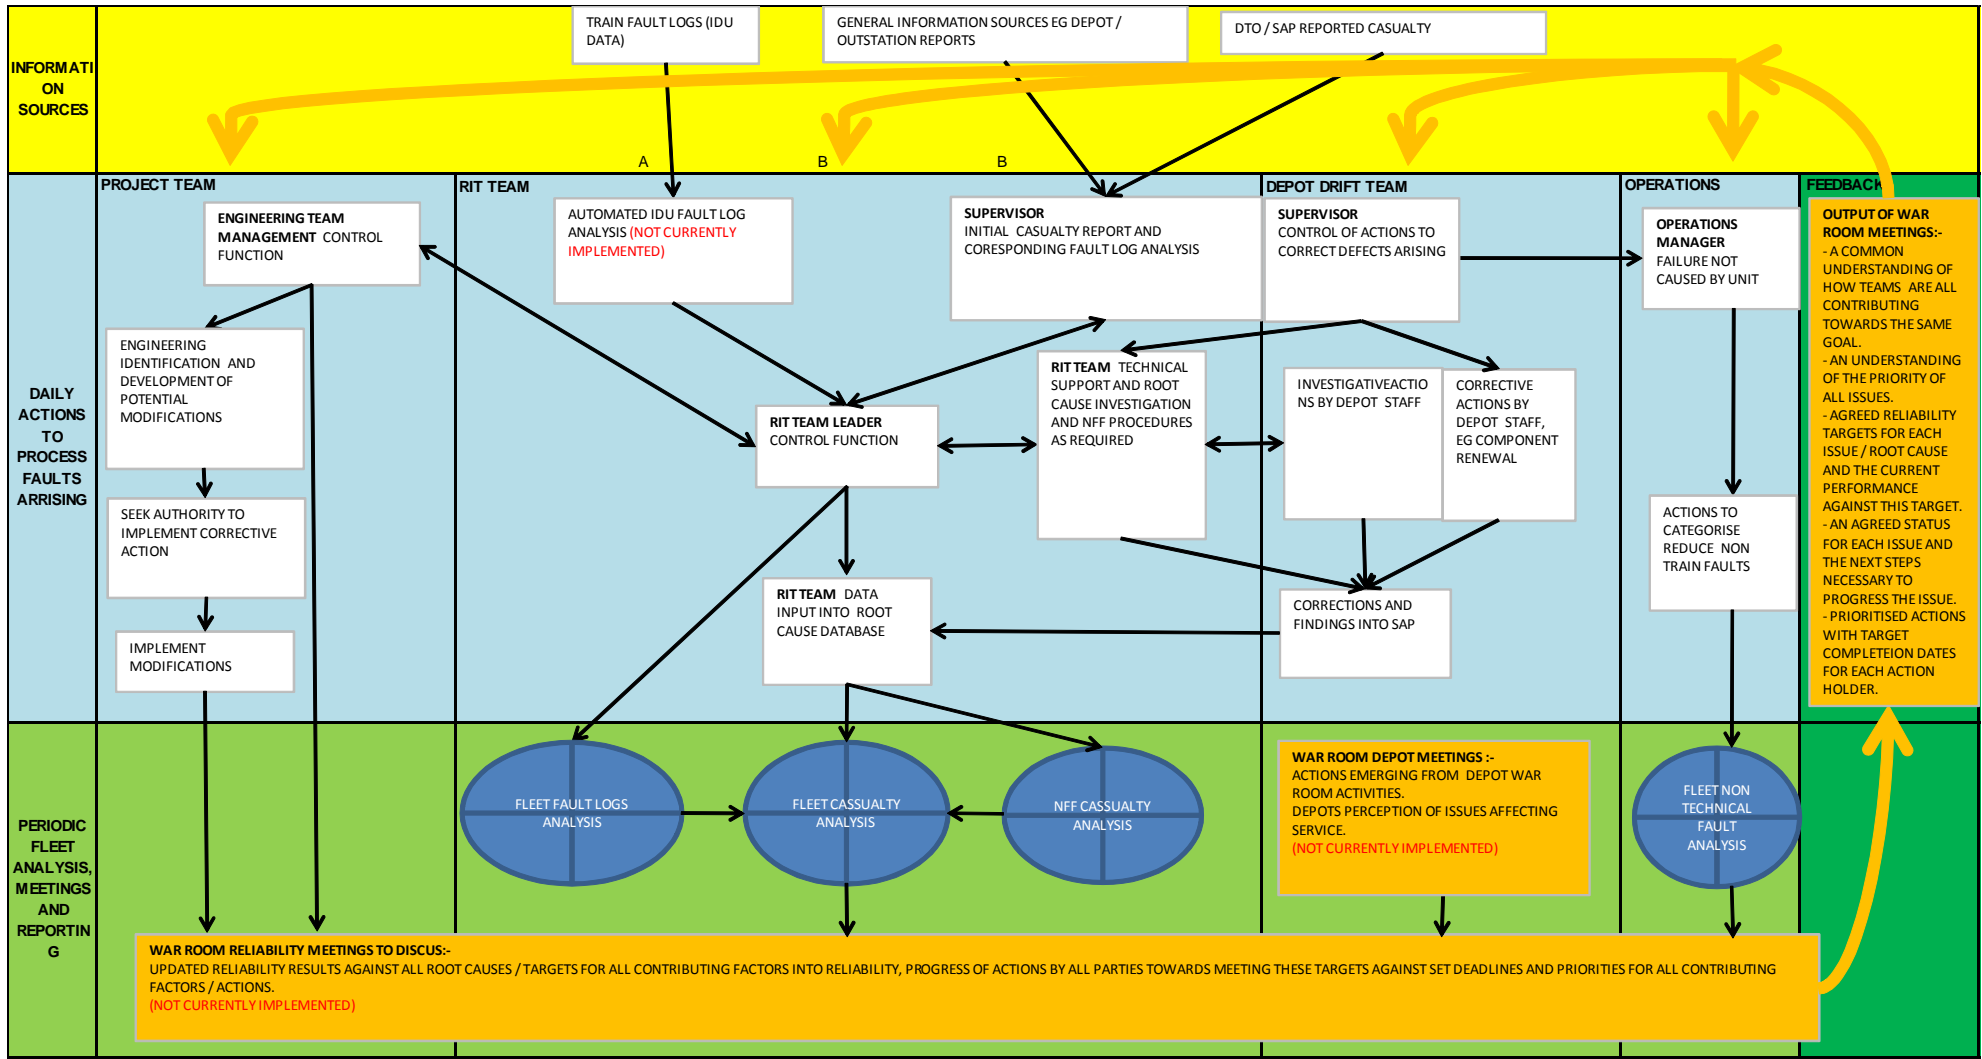 TRAIN FAULT LOGS (IDU
DATA)
GENERAL INFORMATION SOURCES EG DEPOT /
OUTSTATION REPORTS
DTO / SAP REPORTED CASUALTY
INFORMATI
ON
SOURCES
A
B
B
PROJECT TEAM
RIT TEAM
DEPOT DRIFT TEAM
OPERATIONS
FEEDBACK
ENGINEERING TEAM
MANAGEMENT CONTROL
FUNCTION
AUTOMATED IDU FAULT LOG
ANALYSIS (NOT CURRENTLY
IMPLEMENTED)
SUPERVISOR
INITIAL CASUALTY REPORT AND
CORESPONDING FAULT LOG ANALYSIS
SUPERVISOR
CONTROL OF ACTIONS TO
CORRECT DEFECTS ARISING
OPERATIONS
MANAGER
FAILURE NOT
CAUSED BY UNIT
OUTPUT OF WAR
ROOM MEETINGS:-
- A COMMON
UNDERSTANDING OF
HOW TEAMS ARE ALL
CONTRIBUTING
TOWARDS THE SAME
GOAL.
- AN UNDERSTANDING
OF THE PRIORITY OF
ALL ISSUES.
- AGREED RELIABILITY
TARGETS FOR EACH
ISSUE / ROOT CAUSE
AND THE CURRENT
PERFORMANCE
AGAINST THIS TARGET.
- AN AGREED STATUS
FOR EACH ISSUE AND
THE NEXT STEPS
NECESSARY TO
PROGRESS THE ISSUE.
- PRIORITISED ACTIONS
WITH TARGET
COMPLETEION DATES
FOR EACH ACTION
HOLDER.
DAILY
ACTIONS
TO
PROCESS
FAULTS
ARRISING
ENGINEERING
IDENTIFICATION AND
DEVELOPMENT OF
POTENTIAL
MODIFICATIONS
RIT TEAM LEADER
CONTROL FUNCTION
RIT TEAM TECHNICAL
SUPPORT AND ROOT
CAUSE INVESTIGATION
AND NFF PROCEDURES
AS REQUIRED
INVESTIGATIVEACTIO
NS BY DEPOT STAFF
CORRECTIVE
ACTIONS BY
DEPOT STAFF,
EG COMPONENT
RENEWAL
SEEK AUTHORITY TO
IMPLEMENT CORRECTIVE
ACTION
ACTIONS TO
CATEGORISE
REDUCE NON
TRAIN FAULTS
RIT TEAM DATA
INPUT INTO ROOT
CAUSE DATABASE
CORRECTIONS AND
FINDINGS INTO SAP
IMPLEMENT
MODIFICATIONS
PERIODIC
FLEET
ANALYSIS,
MEETINGS
AND
REPORTIN
G
FLEET FAULT LOGS
ANALYSIS
FLEET CASSUALTY
ANALYSIS
NFF CASSUALTY
ANALYSIS
WAR ROOM DEPOT MEETINGS :-
ACTIONS EMERGING FROM DEPOT WAR
ROOM ACTIVITIES.
DEPOTS PERCEPTION OF ISSUES AFFECTING
SERVICE.
(NOT CURRENTLY IMPLEMENTED)
FLEET NON
TECHNICAL
FAULT
ANALYSIS
WAR ROOM RELIABILITY MEETINGS TO DISCUS:-
UPDATED RELIABILITY RESULTS AGAINST ALL ROOT CAUSES / TARGETS FOR ALL CONTRIBUTING FACTORS INTO RELIABILITY, PROGRESS OF ACTIONS BY ALL PARTIES TOWARDS MEETING THESE TARGETS AGAINST SET DEADLINES AND PRIORITIES FOR ALL CONTRIBUTING
FACTORS / ACTIONS.
(NOT CURRENTLY IMPLEMENTED)